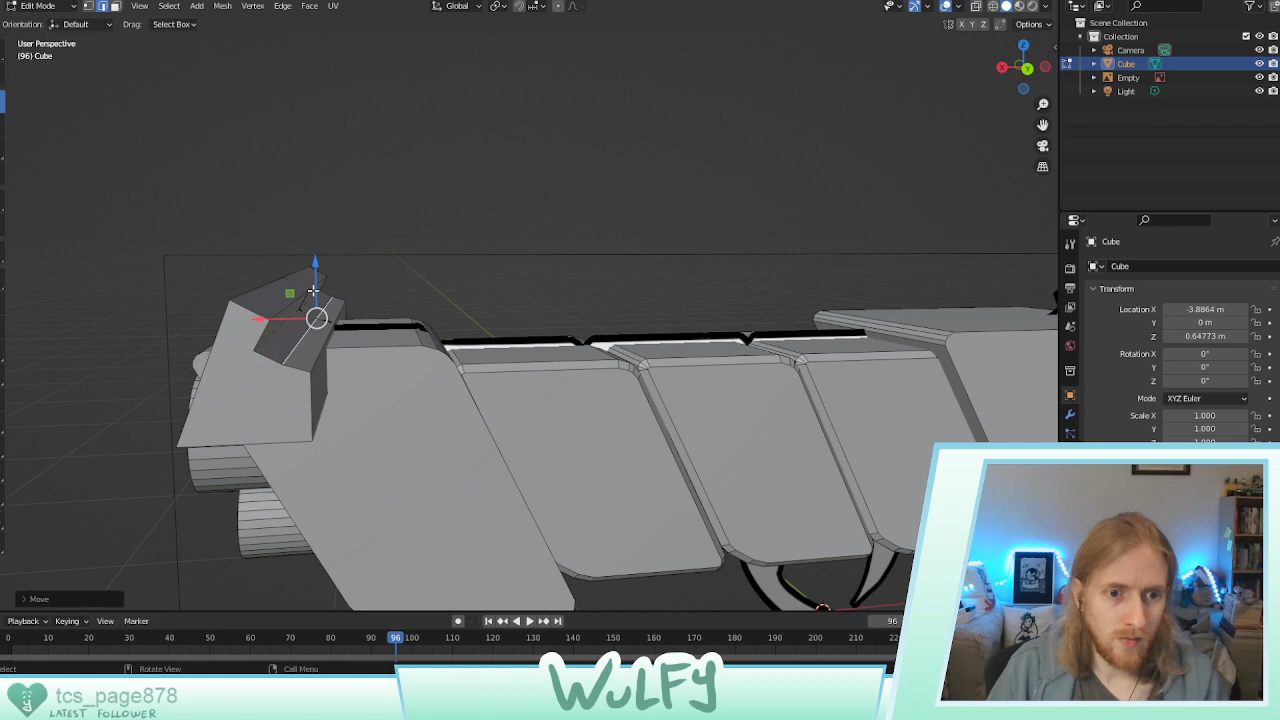 Edit Mode View Select Add Mesh Vertex Edge Face UV Global
Orientation: Default Drag: Select Box X Y Z Options
User Perspective
(96) Cube
Z
X
Y
Scene Collection
Collection
Camera
Cube
Empty
Light
Cube
Cube
Transform
Location X -3.8864 m
Y 0 m
Z 0.64773 m
Rotation X 0°
Y 0°
Z 0°
Mode XYZ Euler
Scale X 1.000
Y 1.000
Z 1.000
Move
Playback Keying View Marker 96
0 10 20 30 40 50 60 70 80 90 96 100 110 120 130 140 150 160 170 180 190 200 210
elect Rotate View Call Menu
tcs_page878
LATEST FOLLOWER
WULFY